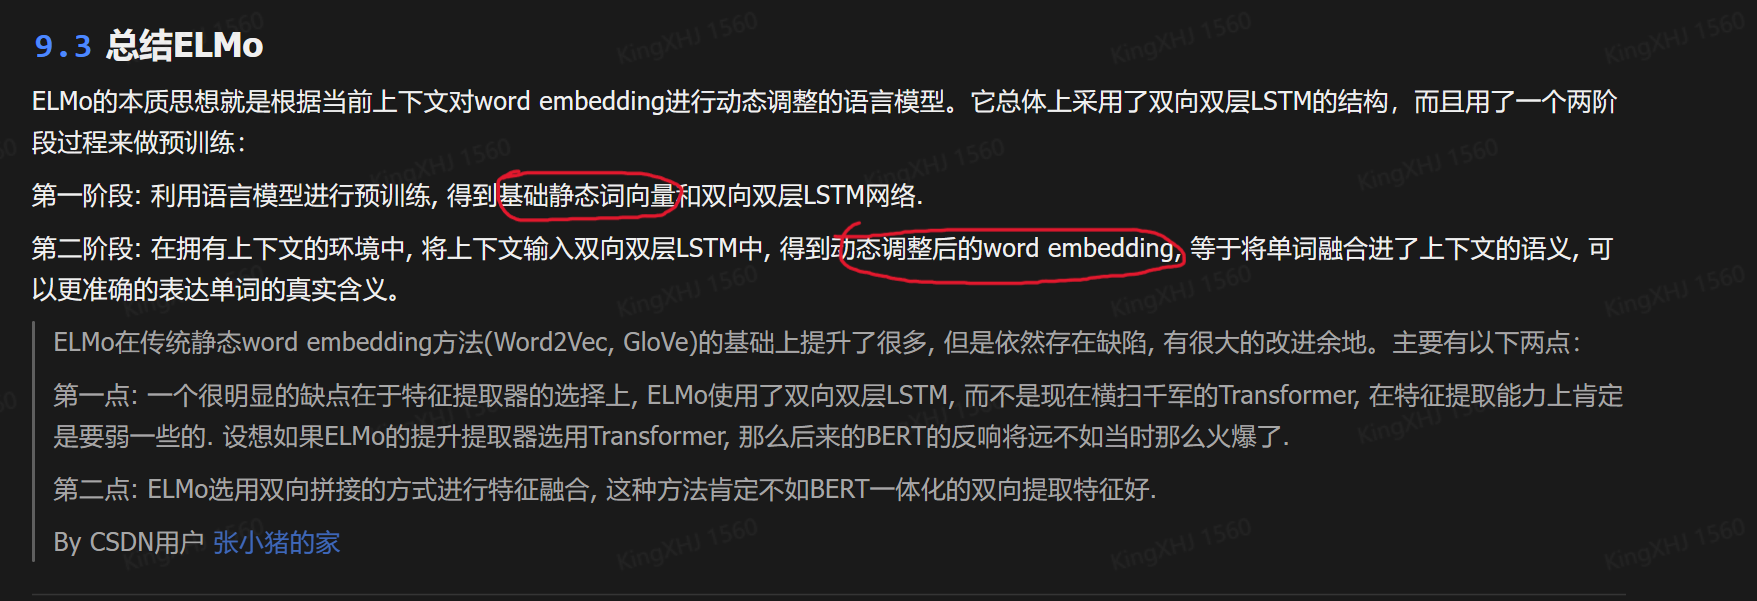 9.3 总结ELMo
ELMo的本质思想就是根据当前上下文对word embedding进行动态调整的语言模型。它总体上采用了双向双层LSTM的结构，而且用了一个两阶
段过程来做预训练：
第一阶段: 利用语言模型进行预训练, 得到基础静态词向量和双向双层LSTM网络.
第二阶段: 在拥有上下文的环境中, 将上下文输入双向双层LSTM中, 得到动态调整后的word embedding, 等于将单词融合进了上下文的语义, 可
以更准确的表达单词的真实含义。
ELMo在传统静态word embedding方法(Word2Vec, GloVe)的基础上提升了很多, 但是依然存在缺陷, 有很大的改进余地。主要有以下两点：
第一点: 一个很明显的缺点在于特征提取器的选择上, ELMo使用了双向双层LSTM, 而不是现在横扫千军的Transformer, 在特征提取能力上肯定
是要弱一些的. 设想如果ELMo的提升提取器选用Transformer, 那么后来的BERT的反响将远不如当时那么火爆了.
第二点: ELMo选用双向拼接的方式进行特征融合, 这种方法肯定不如BERT一体化的双向提取特征好.
By CSDN用户 张小猪的家
KingXHJ 1560